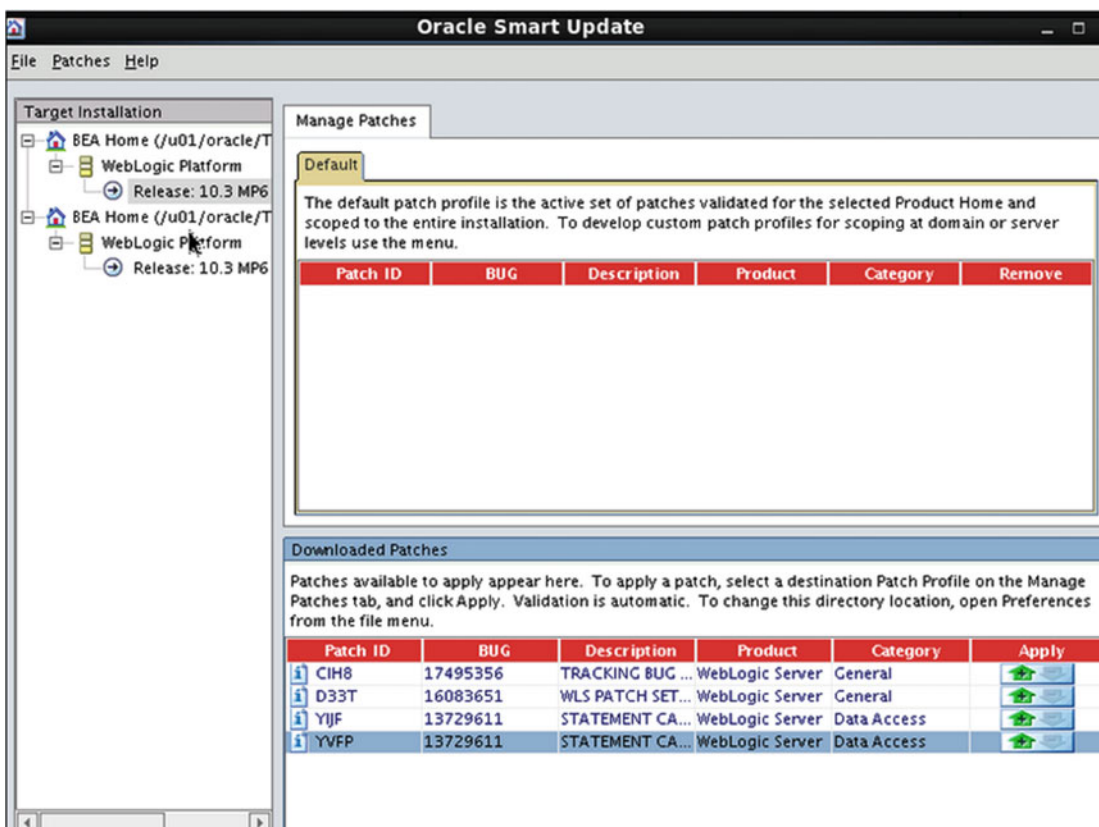 Oracle Smart Update
File Patches Help
Target Installation
BEA Home (/u01/oracle/T
WebLogic Platform
Release: 10.3 MP6
BEA Home (/u01/oracle/T
WebLogic Platform
Release: 10.3 MP6
Manage Patches
Default
The default patch profile is the active set of patches validated for the selected Product Home and
scoped to the entire installation. To develop custom patch profiles for scoping at domain or server
levels use the menu.
Patch ID BUG Description Product Category Remove
Downloaded Patches
Patches available to apply appear here. To apply a patch, select a destination Patch Profile on the Manage
Patches tab, and click Apply. Validation is automatic. To change this directory location, open Preferences
from the file menu.
Patch ID BUG Description Product Category Apply
CIH8 17495356 TRACKING BUG ... WebLogic Server General
D33T 16083651 WLS PATCH SET... WebLogic Server General
YIJF 13729611 STATEMENT CA... WebLogic Server Data Access
YVFP 13729611 STATEMENT CA... WebLogic Server Data Access